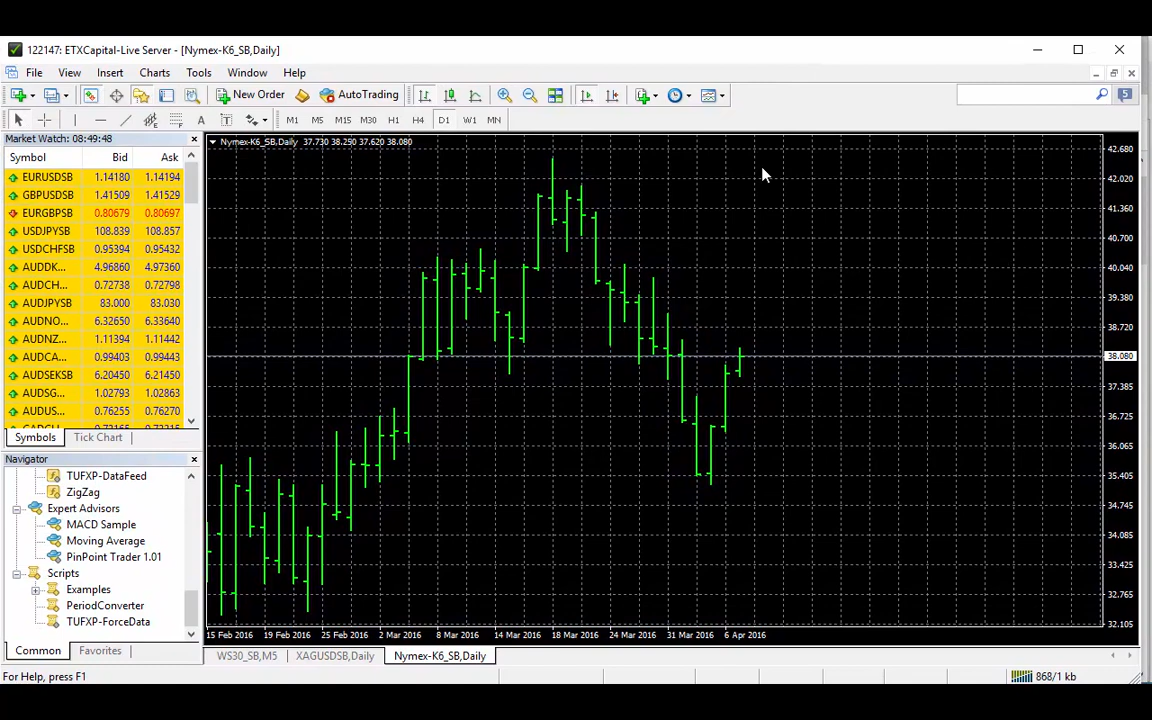 122147: ETXCapital-Live Server - [Nymex-K6_SB,Daily]
File View Insert Charts Tools Window Help
New Order AutoTrading 5
A T M1 M5 M15 M30 H1 H4 D1 W1 MN
Market Watch: 08:49:48
Symbol Bid Ask
EURUSDSB 1.14180 1.14194
GBPUSDSB 1.41509 1.41529
EURGBPSB 0.80679 0.80697
USDJPYSB 108.839 108.857
USDCHFSB 0.95394 0.95432
AUDDK... 4.96860 4.97360
AUDCH... 0.72738 0.72798
AUDJPYSB 83.000 83.030
AUDNO... 6.32650 6.33640
AUDNZ... 1.11394 1.11442
AUDCA... 0.99403 0.99443
AUDSEKSB 6.20450 6.21450
AUDSG... 1.02793 1.02863
AUDUS... 0.76255 0.76270
Symbols Tick Chart
Navigator
TUFXP-DataFeed
ZigZag
Expert Advisors
MACD Sample
Moving Average
PinPoint Trader 1.01
Scripts
Examples
PeriodConverter
TUFXP-ForceData
Common Favorites
Nymex-K6_SB,Daily 37.730 38.250 37.620 38.080
42.680
42.020
41.360
40.700
40.040
39.380
38.720
38.080
37.385
36.725
36.065
35.405
34.745
34.085
33.425
32.765
32.105
15 Feb 2016 19 Feb 2016 25 Feb 2016 2 Mar 2016 8 Mar 2016 14 Mar 2016 18 Mar 2016 24 Mar 2016 31 Mar 2016 6 Apr 2016
WS30_SB,M5 XAGUSDSB,Daily Nymex-K6_SB,Daily
For Help, press F1 868/1 kb